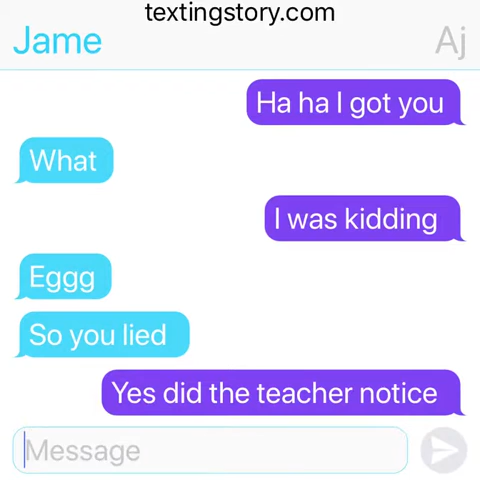 textingstory.com
Jame
Aj
Ha ha I got you
What
I was kidding
Eggg
So you lied
Yes did the teacher notice
Message